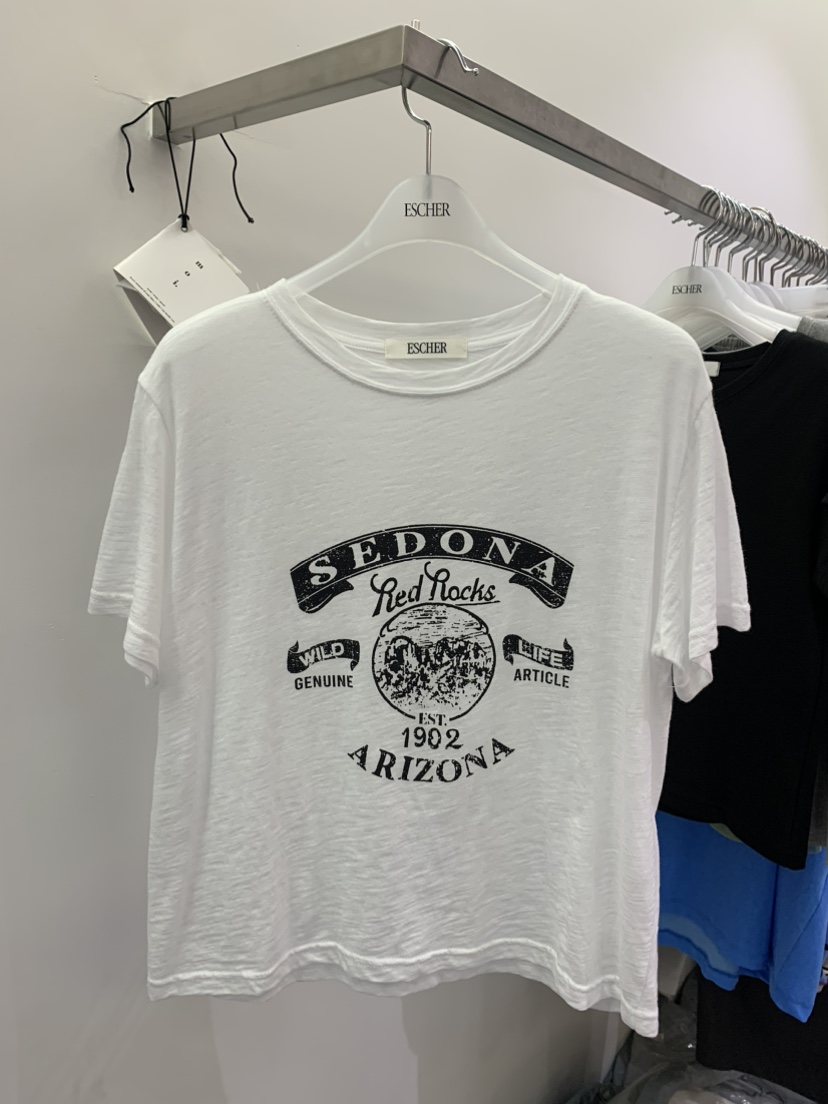 ESCHER
ESCHER
m
o
i.
ESCHER
SEDONA
Red Rocks
WILD
LIFE
GENUINE
ARTICLE
EST.
1902
ARIZONA